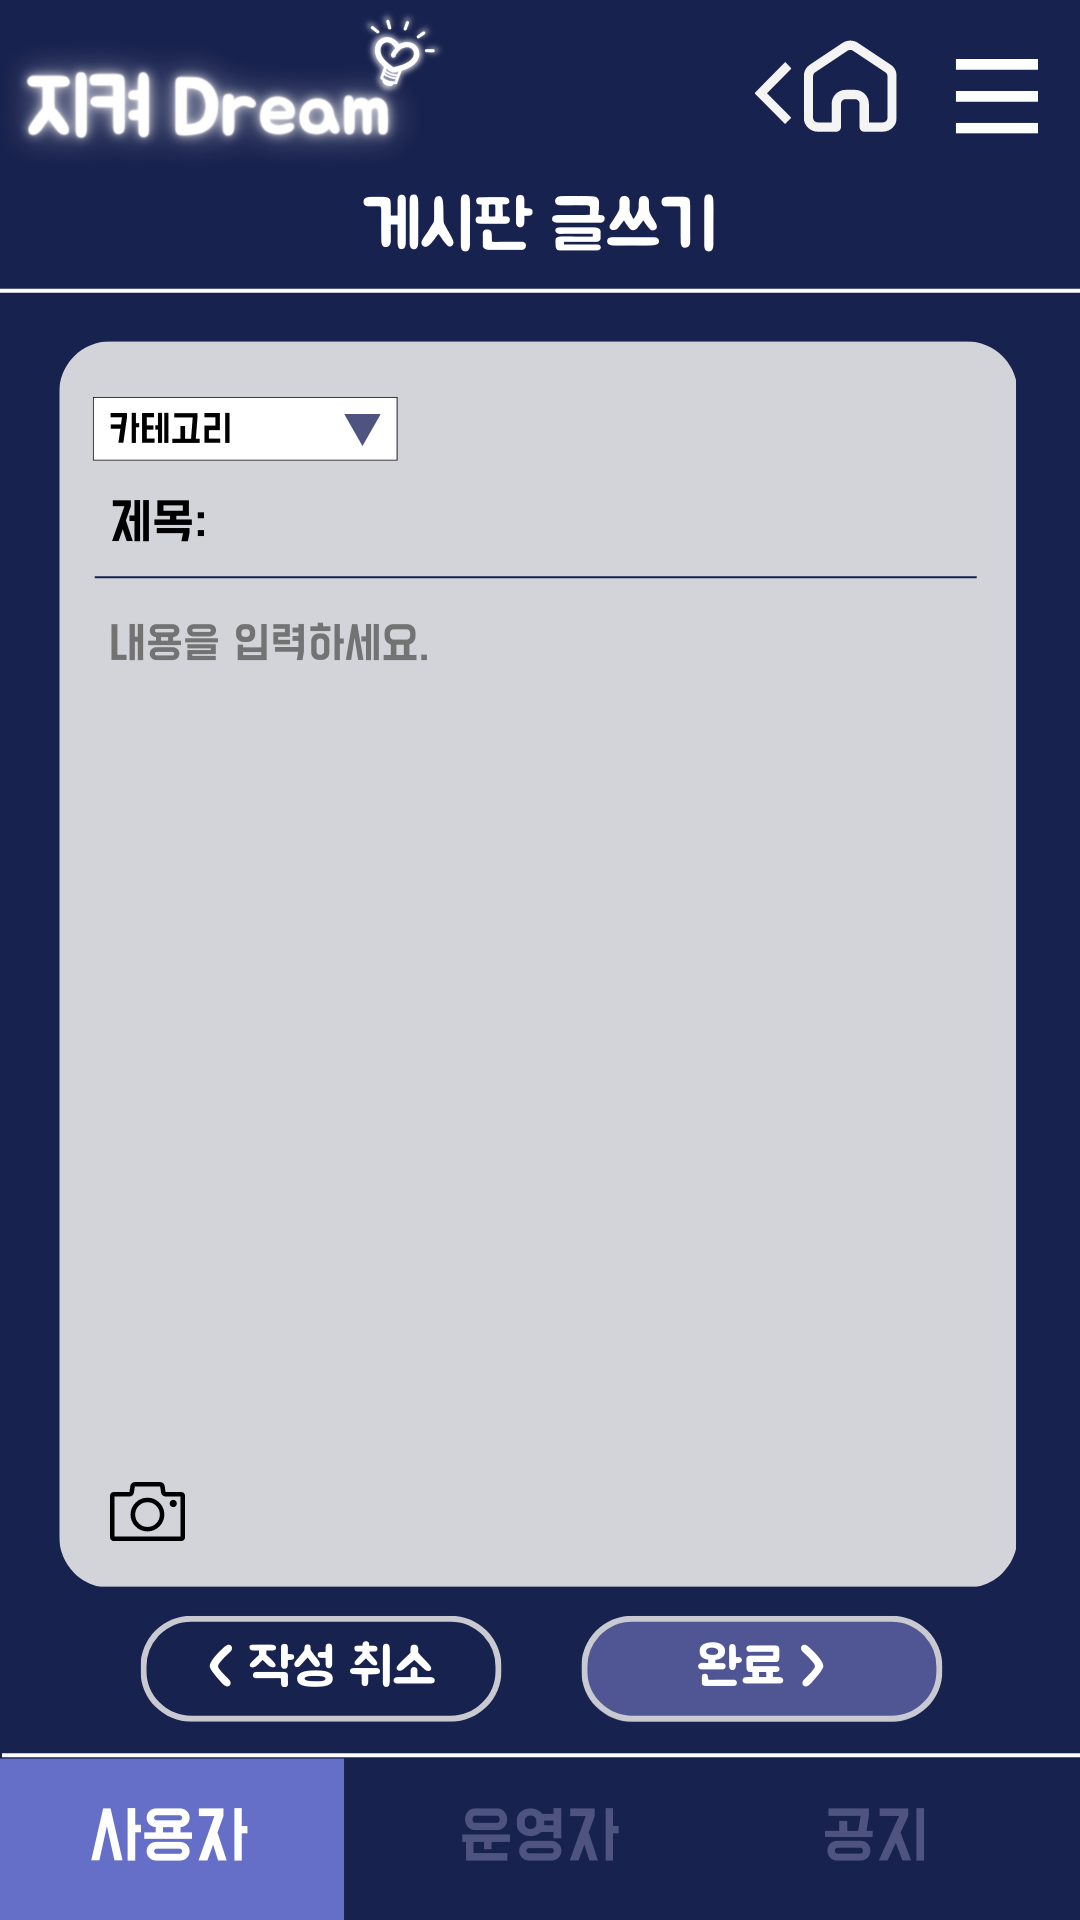 지켜 Dream
게시판 글쓰기
카테고리
제목:
내용을 입력하세요.
작성 취소
완료
사용자
운영자
공지